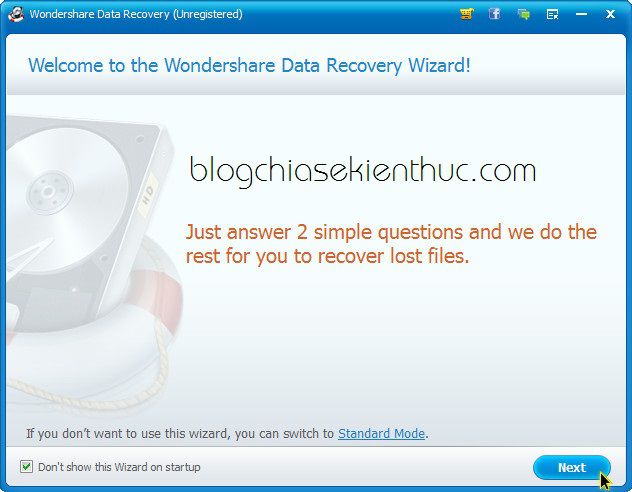 Wondershare Data Recovery (Unregistered)
Welcome to the Wondershare Data Recovery Wizard!
HD
blogchiasekienthuc.com
Just answer 2 simple questions and we do the
rest for you to recover lost files.
If you don't want to use this wizard, you can switch to Standard Mode.
Don't show this Wizard on startup
Next